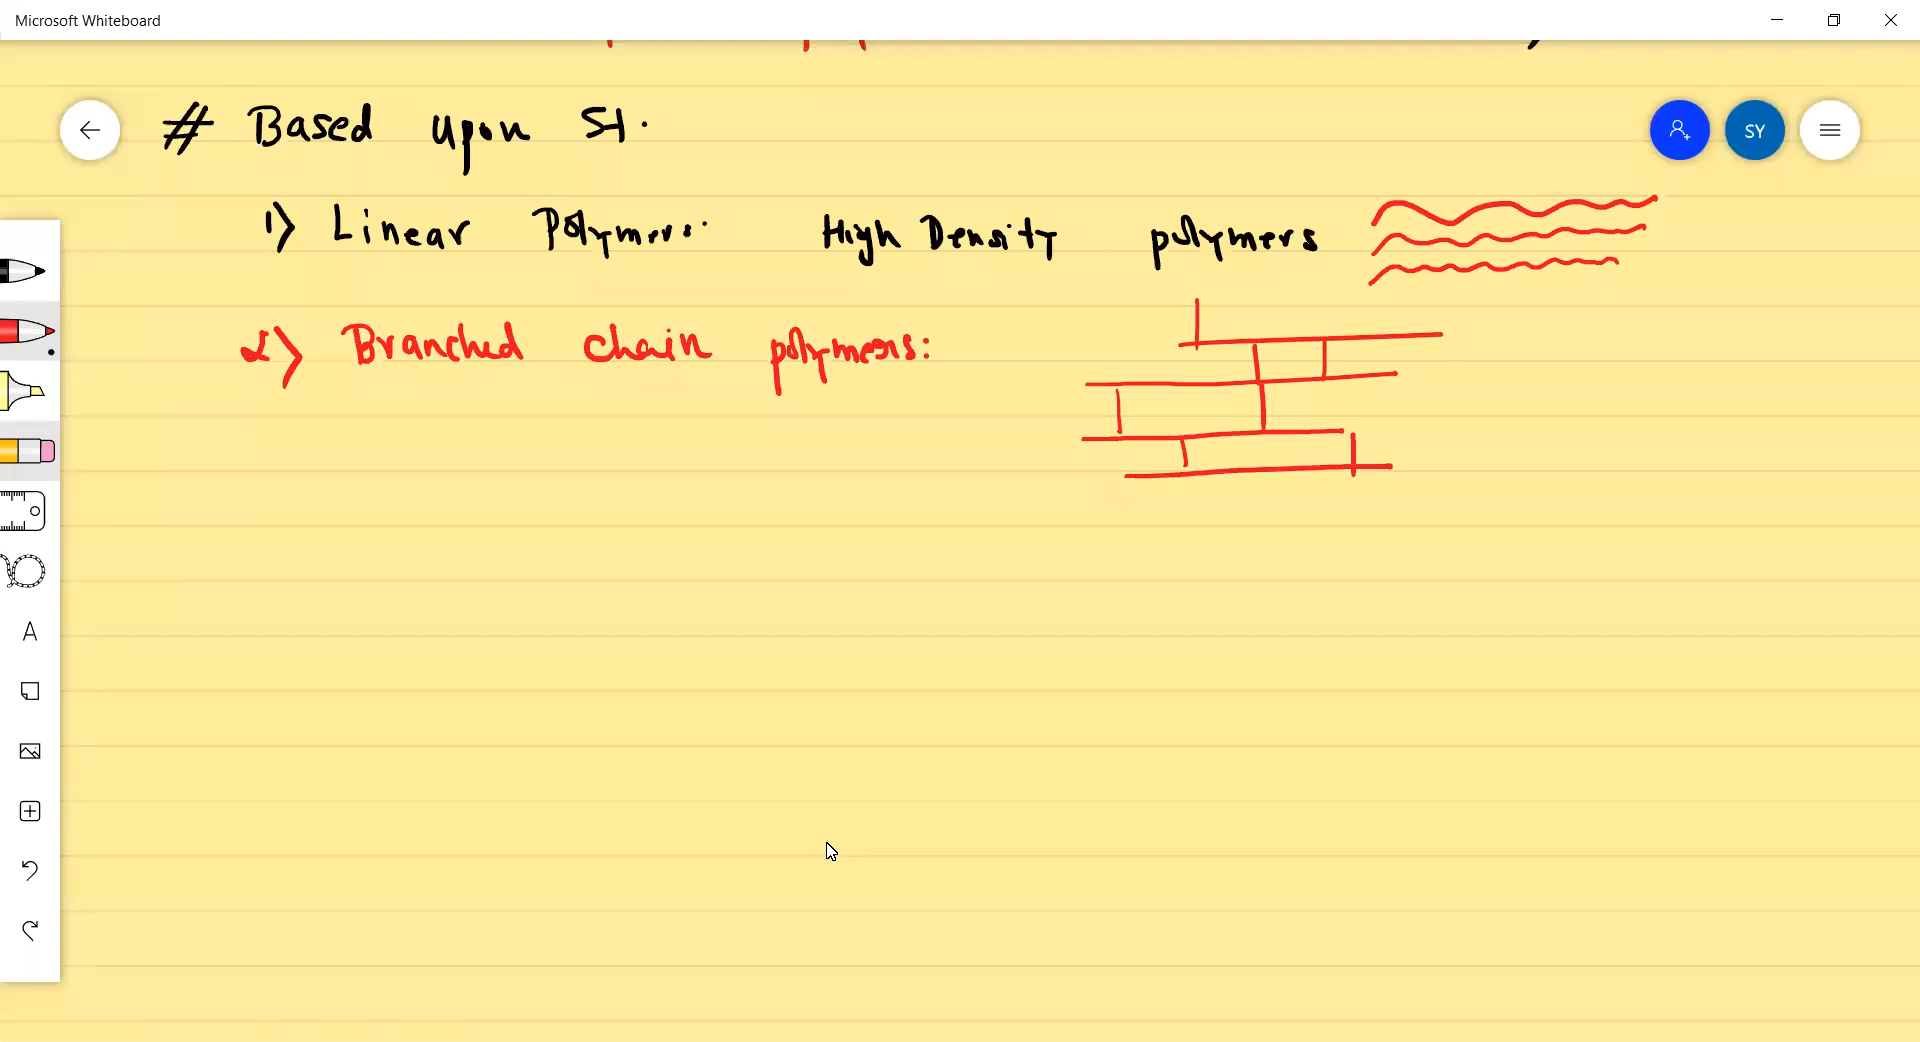 Microsoft Whiteboard
# Based upon St.
SY
1) Linear Polymers: High Density polymers
2) Branched chain polymers:
A